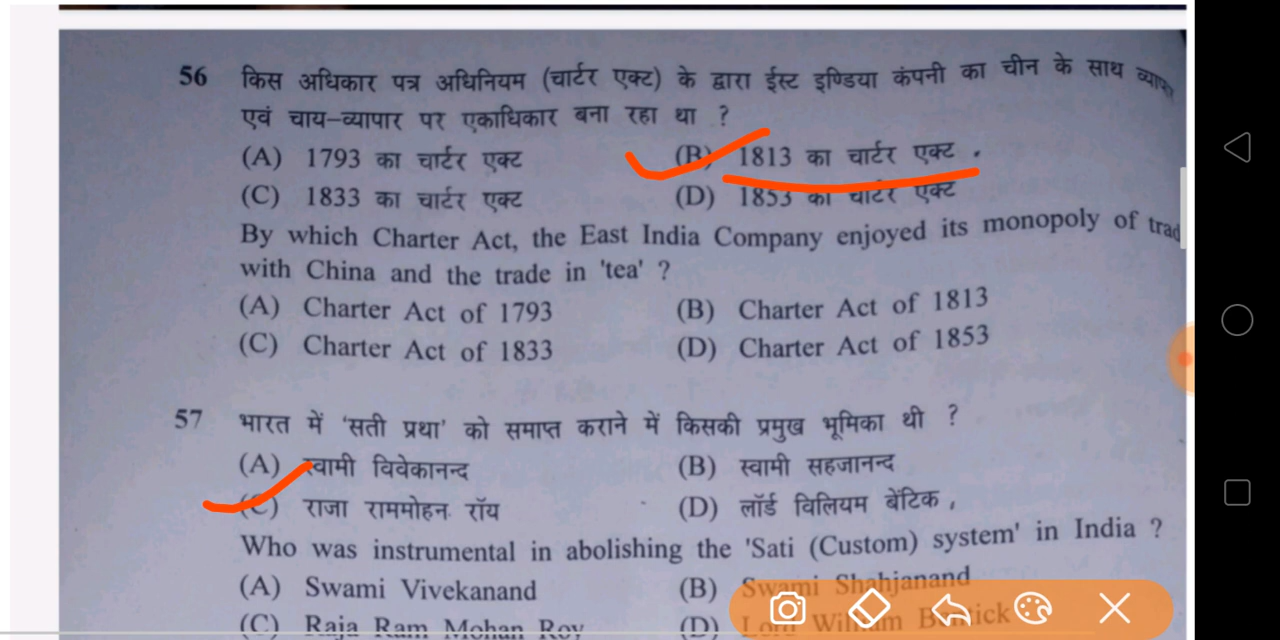 56 किस अधिकार पत्र अधिनियम (चार्टर एक्ट) के द्वारा ईस्ट इण्डिया कंपनी का चीन के साथ
एवं चाय-व्यापार पर एकाधिकार बना रहा था ?
(A) 1793 का चार्टर एक्ट (B) 1813 का चार्टर एक्ट .
(C) 1833 का चार्टर एक्ट (D) 1853 का चार्टर एक्ट
By which Charter Act, the East India Company enjoyed its monopoly of trad
with China and the trade in 'tea' ?
(A) Charter Act of 1793 (B) Charter Act of 1813
(C) Charter Act of 1833 (D) Charter Act of 1853
57 भारत में 'सती प्रथा' को समाप्त कराने में किसकी प्रमुख भूमिका थी ?
(A) स्वामी विवेकानन्द (B) स्वामी सहजानन्द
(C) राजा राममोहन रॉय (D) लॉर्ड विलियम बेंटिक ,
Who was instrumental in abolishing the 'Sati (Custom) system' in India ?
(A) Swami Vivekanand (B) Swami Shahjanand
(C) Raja Ram Mohan Roy (D) Lord William Bentick